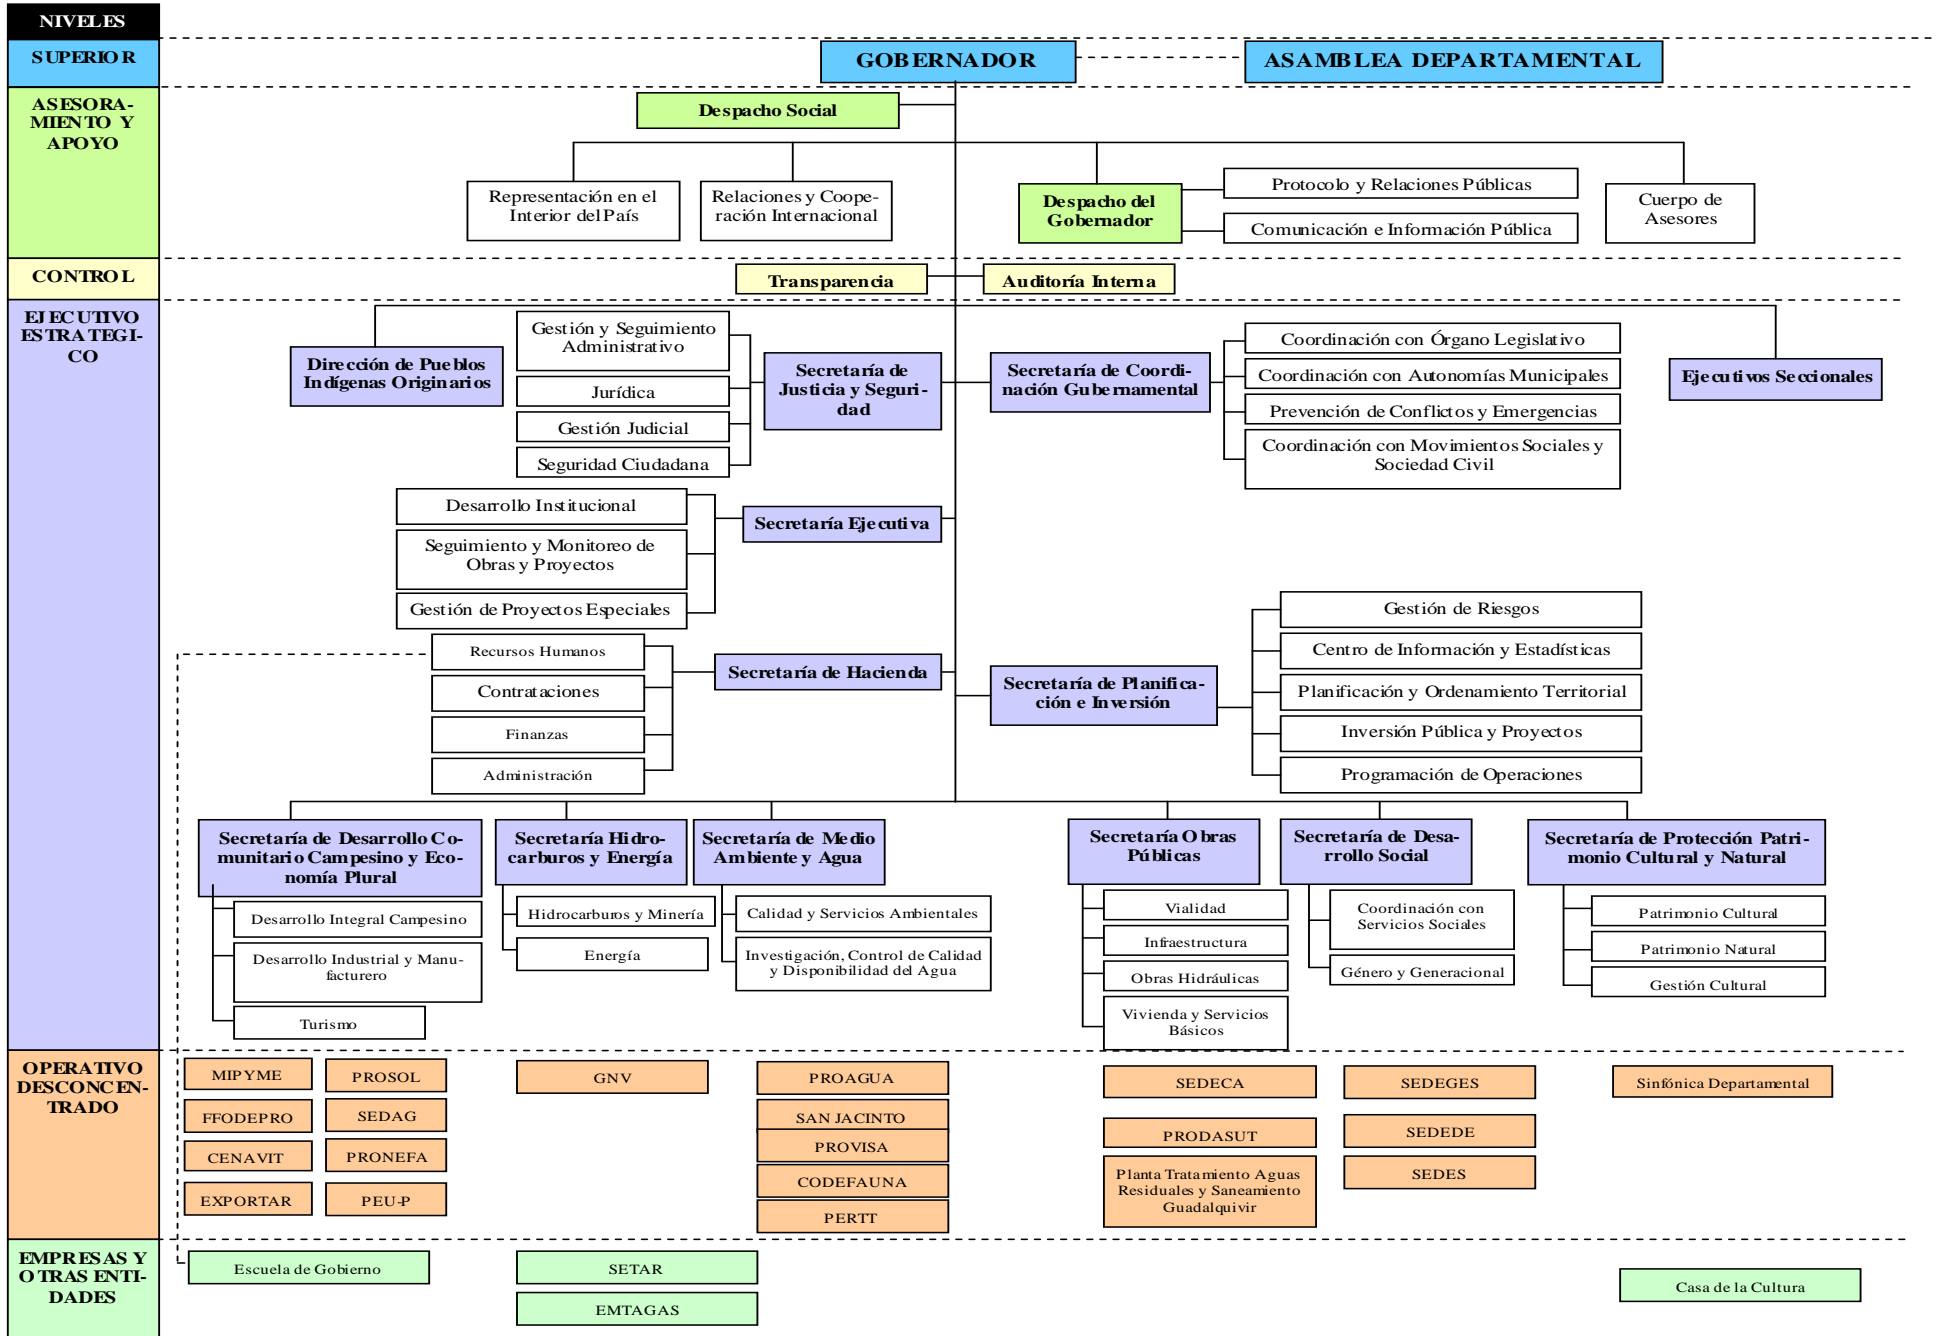 NIVELES
SUPERIOR
GOBERNADOR
ASAMBLEA DEPARTAMENTAL
ASESORA-
MIENTO Y
APOYO
Despacho Social
Representación en el
Interior del País
Relaciones y Coope-
ración Internacional
Despacho del
Gobernador
Protocolo y Relaciones Públicas
Comunicación e Información Pública
Cuerpo de
Asesores
CONTROL
Transparencia
Auditoría Interna
EJECUTIVO
ESTRATEGI-
CO
Dirección de Pueblos
Indígenas Originarios
Gestión y Seguimiento
Administrativo
Jurídica
Gestión Judicial
Seguridad Ciudadana
Secretaría de
Justicia y Seguri-
dad
Secretaría de Coordi-
nación Gubernamental
Coordinación con Órgano Legislativo
Coordinación con Autonomías Municipales
Prevención de Conflictos y Emergencias
Coordinación con Movimientos Sociales y
Sociedad Civil
Ejecutivos Seccionales
Desarrollo Institucional
Seguimiento y Monitoreo de
Obras y Proyectos
Gestión de Proyectos Especiales
Secretaría Ejecutiva
Recursos Humanos
Contrataciones
Finanzas
Administración
Secretaría de Hacienda
Secretaría de Planifica-
ción e Inversión
Gestión de Riesgos
Centro de Información y Estadísticas
Planificación y Ordenamiento Territorial
Inversión Pública y Proyectos
Programación de Operaciones
Secretaría de Desarrollo Co-
munitario Campesino y Eco-
nomía Plural
Desarrollo Integral Campesino
Desarrollo Industrial y Manu-
facturero
Turismo
Secretaría Hidro-
carburos y Energía
Hidrocarburos y Minería
Energía
Secretaría de Medio
Ambiente y Agua
Calidad y Servicios Ambientales
Investigación, Control de Calidad
y Disponibilidad del Agua
Secretaría Obras
Públicas
Vialidad
Infraestructura
Obras Hidráulicas
Vivienda y Servicios
Básicos
Secretaría de Desa-
rrollo Social
Coordinación con
Servicios Sociales
Género y Generacional
Secretaría de Protección Patri-
monio Cultural y Natural
Patrimonio Cultural
Patrimonio Natural
Gestión Cultural
OPERATIVO
DESCONCEN-
TRADO
MIPYME
FFODEPRO
CENAVIT
EXPORTAR
PROSOL
SEDAG
PRONEFA
PEU-P
GNV
PROAGUA
SAN JACINTO
PROVISA
CODEFAUNA
PERTT
SEDECA
PRODASUT
Planta Tratamiento Aguas
Residuales y Saneamiento
Guadalquivir
SEDEGES
SEDEDE
SEDES
Sinfónica Departamental
EMPRESAS Y
OTRAS ENTI-
DADES
Escuela de Gobierno
SETAR
EMTAGAS
Casa de la Cultura